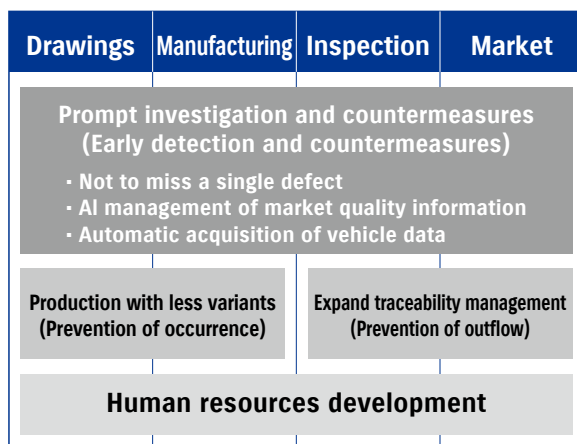 Drawings Manufacturing Inspection Market
Prompt investigation and countermeasures
(Early detection and countermeasures)
· Not to miss a single defect
· AI management of market quality information
· Automatic acquisition of vehicle data
Production with less variants
(Prevention of occurrence)
Expand traceability management
(Prevention of outflow)
Human resources development